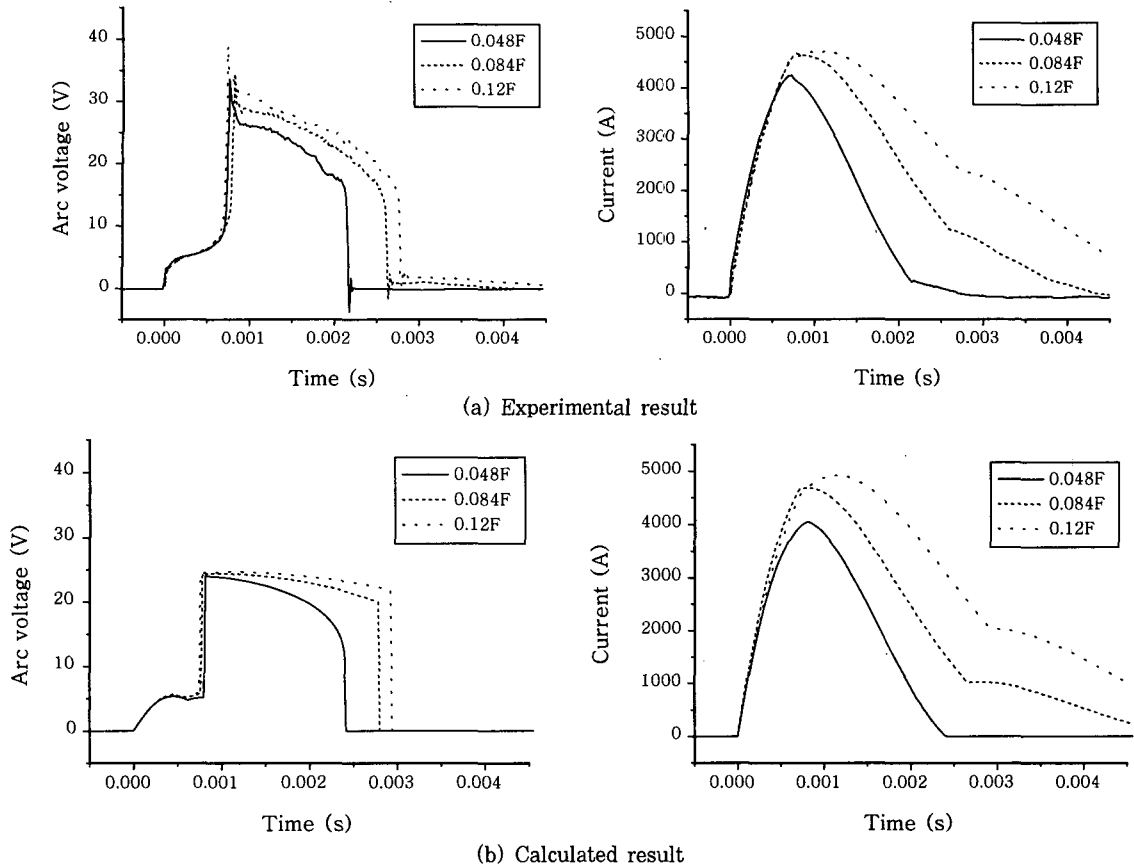 40
30
20
10
0
Arc voltage (V)
0.048F
0.084F
0.12F
0.000 0.001 0.002 0.003 0.004
Time (s)
5000
4000
3000
2000
1000
0
Current (A)
0.048F
0.084F
0.12F
0.000 0.001 0.002 0.003 0.004
Time (s)
(a) Experimental result
40
30
20
10
0
Arc voltage (V)
0.048F
0.084F
0.12F
0.000 0.001 0.002 0.003 0.004
Time (s)
5000
4000
3000
2000
1000
0
Current (A)
0.048F
0.084F
0.12F
0.000 0.001 0.002 0.003 0.004
Time (s)
(b) Calculated result